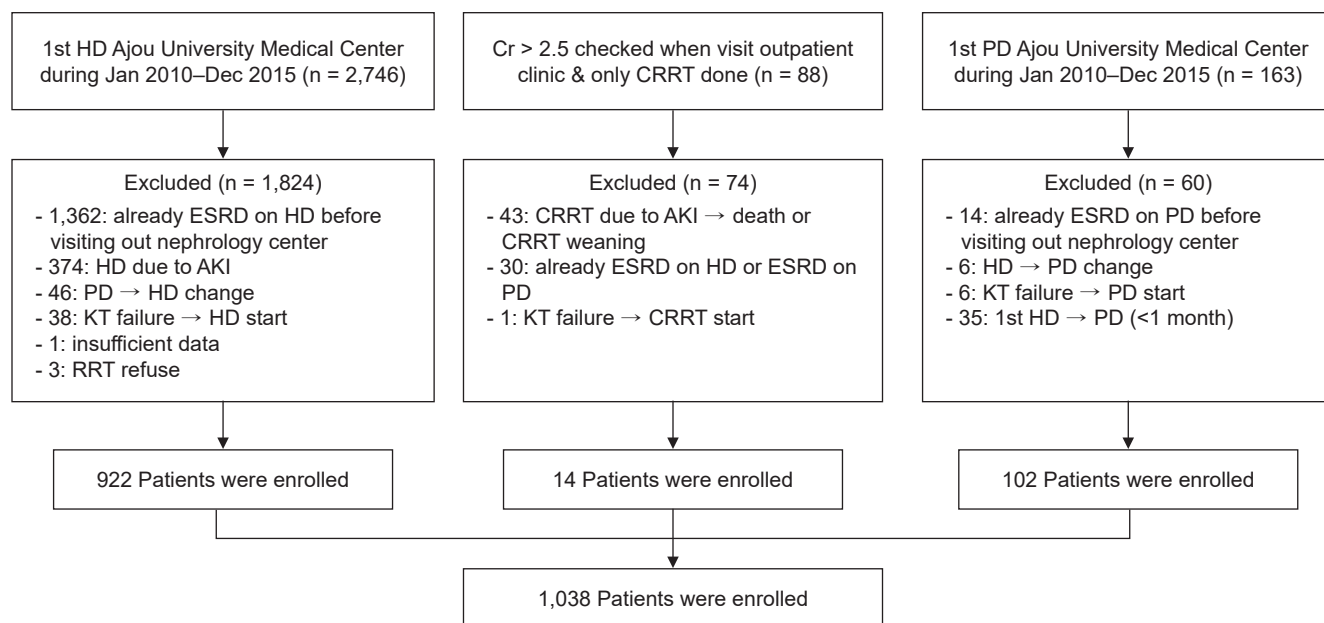 1st HD Ajou University Medical Center
during Jan 2010–Dec 2015 (n = 2,746)
Cr > 2.5 checked when visit outpatient
clinic & only CRRT done (n = 88)
1st PD Ajou University Medical Center
during Jan 2010–Dec 2015 (n = 163)
Excluded (n = 1,824)
- 1,362: already ESRD on HD before
visiting out nephrology center
- 374: HD due to AKI
- 46: PD → HD change
- 38: KT failure → HD start
- 1: insufficient data
- 3: RRT refuse
Excluded (n = 74)
- 43: CRRT due to AKI → death or
CRRT weaning
- 30: already ESRD on HD or ESRD on
PD
- 1: KT failure → CRRT start
Excluded (n = 60)
- 14: already ESRD on PD before
visiting out nephrology center
- 6: HD → PD change
- 6: KT failure → PD start
- 35: 1st HD → PD (<1 month)
922 Patients were enrolled
14 Patients were enrolled
102 Patients were enrolled
1,038 Patients were enrolled